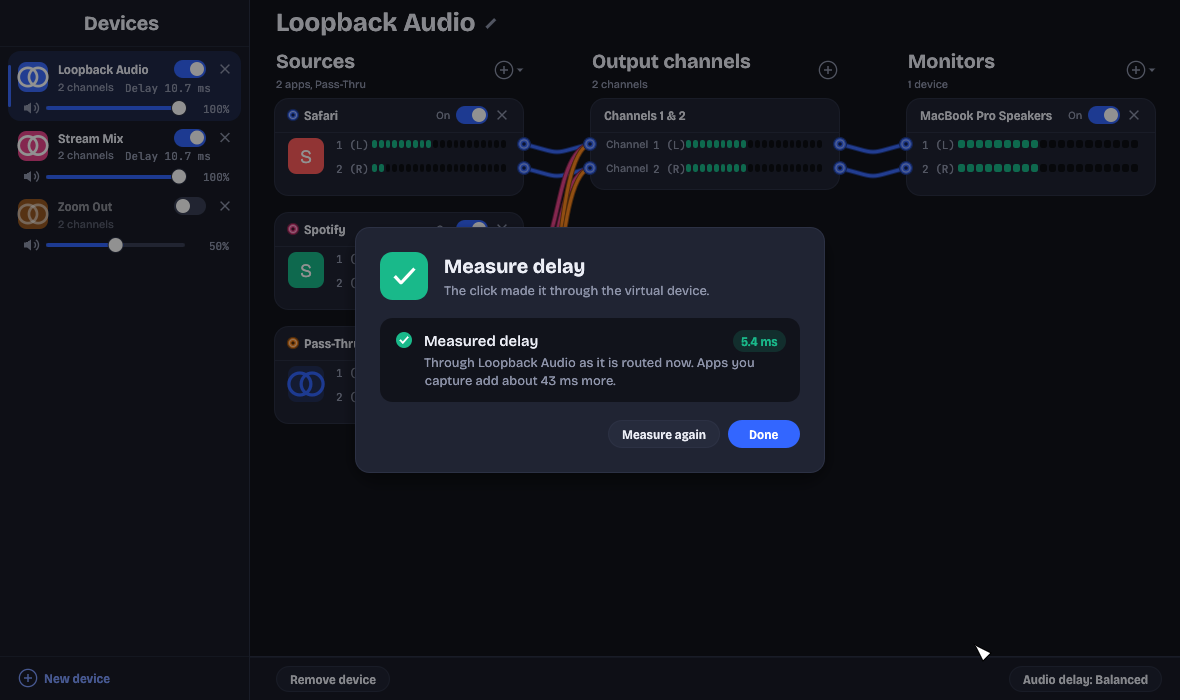 Devices
Loopback Audio
2 channels Delay 10.7 ms
100%
Stream Mix
2 channels Delay 10.7 ms
100%
Zoom Out
2 channels
50%
New device
Loopback Audio
Sources
2 apps, Pass-Thru
Safari On
S
1 (L)
2 (R)
Spotify
S
1 (
2 (
Pass-Thru
1 (
2 (
Output channels
2 channels
Channels 1 & 2
Channel 1 (L)
Channel 2 (R)
Monitors
1 device
MacBook Pro Speakers On
1 (L)
2 (R)
Measure delay
The click made it through the virtual device.
Measured delay 5.4 ms
Through Loopback Audio as it is routed now. Apps you
capture add about 43 ms more.
Measure again Done
Remove device Audio delay: Balanced